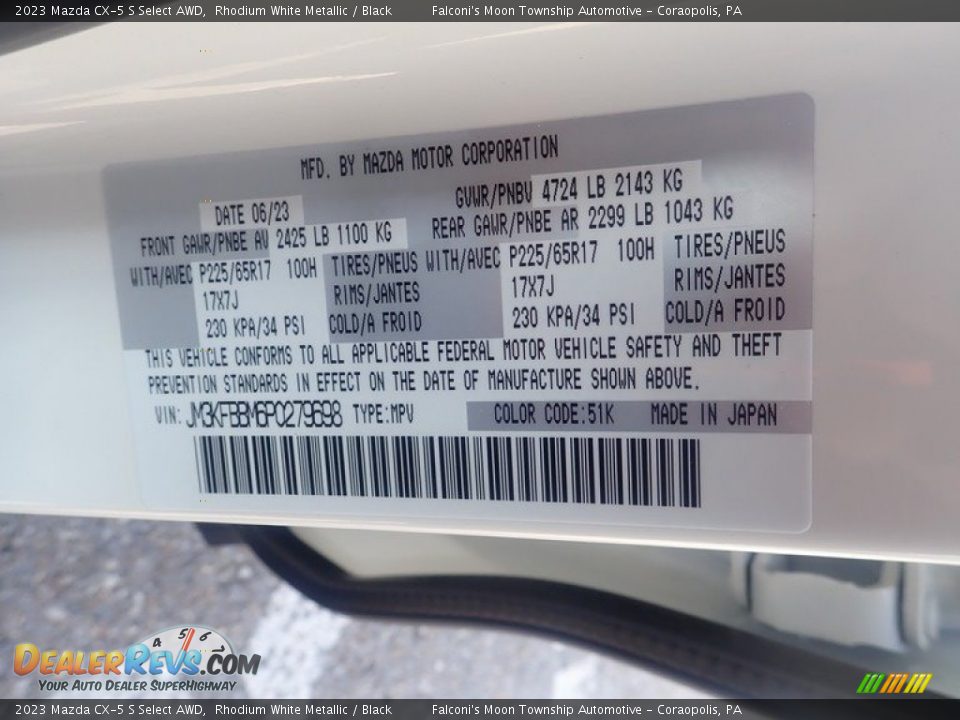 2023 Mazda CX-5 S Select AWD, Rhodium White Metallic / Black Falconi's Moon Township Automotive - Coraopolis, PA
MFD. BY MAZDA MOTOR CORPORATION
DATE 06/23 GVWR/PNBV 4724 LB 2143 KG
FRONT GAWR/PNBE AV 2425 LB 1100 KG REAR GAWR/PNBE AR 2299 LB 1043 KG
WITH/AVEC P225/65R17 100H TIRES/PNEUS WITH/AVEC P225/65R17 100H TIRES/PNEUS
17X7J RIMS/JANTES 17X7J RIMS/JANTES
230 KPA/34 PSI COLD/A FROID 230 KPA/34 PSI COLD/A FROID
THIS VEHICLE CONFORMS TO ALL APPLICABLE FEDERAL MOTOR VEHICLE SAFETY AND THEFT
PREVENTION STANDARDS IN EFFECT ON THE DATE OF MANUFACTURE SHOWN ABOVE.
VIN: JM3KFBBM6P0279698 TYPE:MPV COLOR CODE:51K MADE IN JAPAN
4 5 6
DEALERREVS.COM
YOUR AUTO DEALER SUPERHIGHWAY
2023 Mazda CX-5 S Select AWD, Rhodium White Metallic / Black Falconi's Moon Township Automotive - Coraopolis, PA